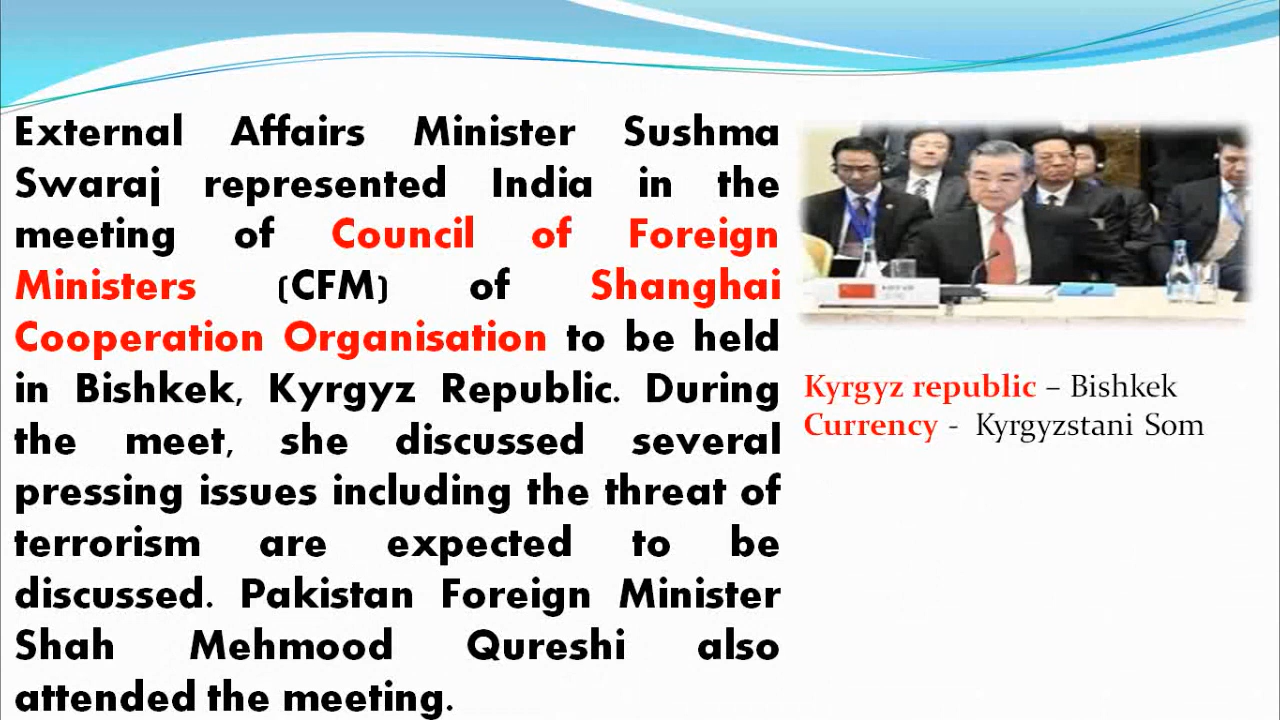 External Affairs Minister Sushma
Swaraj represented India in the
meeting of Council of Foreign
Ministers (CFM) of Shanghai
Cooperation Organisation to be held
in Bishkek, Kyrgyz Republic. During
the meet, she discussed several
pressing issues including the threat of
terrorism are expected to be
discussed. Pakistan Foreign Minister
Shah Mehmood Qureshi also
attended the meeting.
Kyrgyz republic – Bishkek
Currency - Kyrgyzstani Som